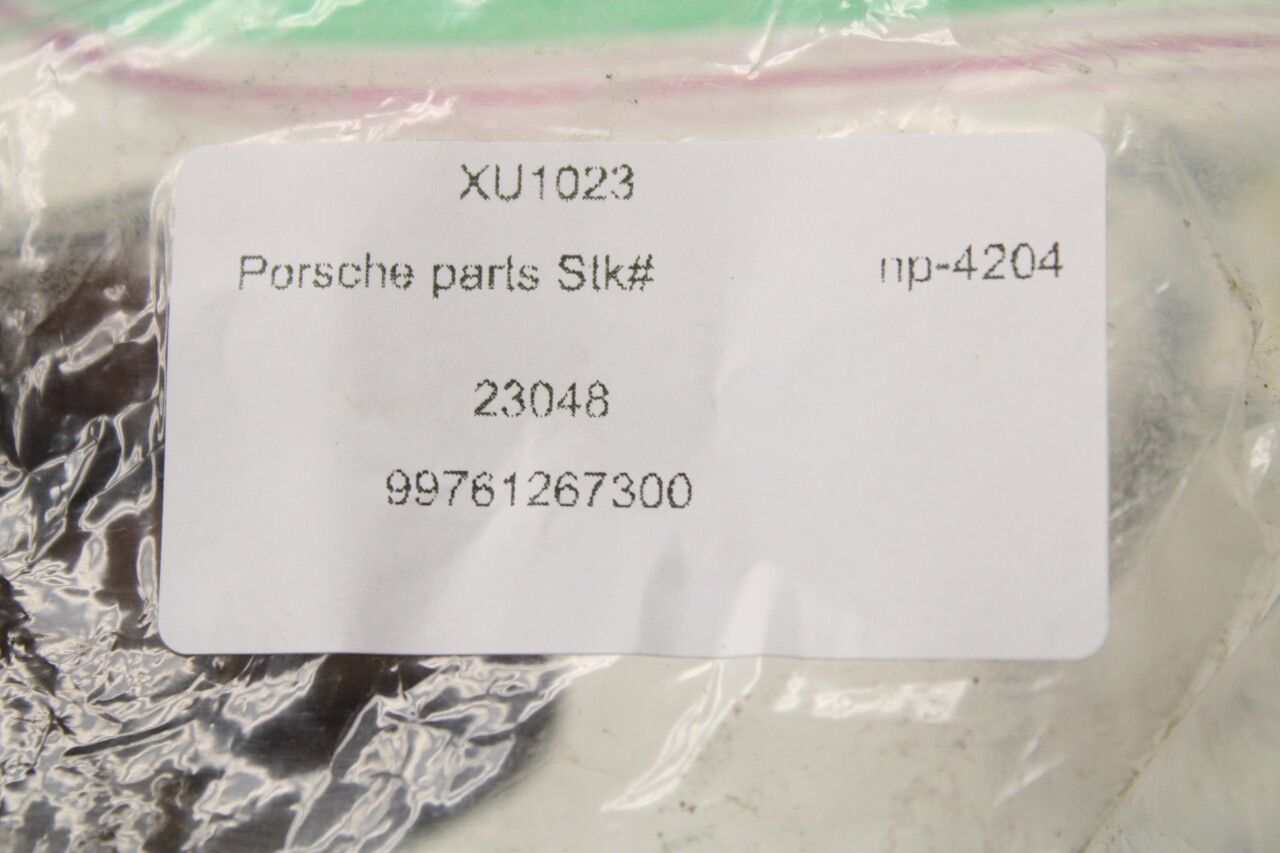 XU1023
Porsche parts Stk# np-4204
23048
99761267300